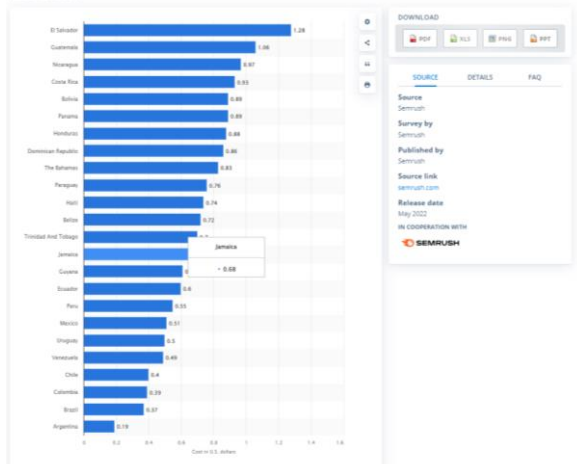 El Salvador 1.28
Guatemala 1.06
Nicaragua 0.97
Costa Rica 0.93
Bolivia 0.89
Panama 0.89
Honduras 0.88
Dominican Republic 0.86
The Bahamas 0.83
Paraguay 0.76
Haiti 0.74
Belize 0.72
Trinidad And Tobago
Jamaica
Jamaica
0.68
Guyana
Ecuador 0.6
Peru 0.55
Mexico 0.51
Uruguay 0.5
Venezuela 0.49
Chile 0.4
Colombia 0.39
Brazil 0.37
Argentina 0.19
0 0.2 0.4 0.6 0.8 1 1.2 1.4 1.6
Cost in U.S. dollars
DOWNLOAD
PDF XLS PNG PPT
SOURCE DETAILS FAQ
Source
Semrush
Survey by
Semrush
Published by
Semrush
Source link
semrush.com
Release date
May 2022
IN COOPERATION WITH
SEMRUSH